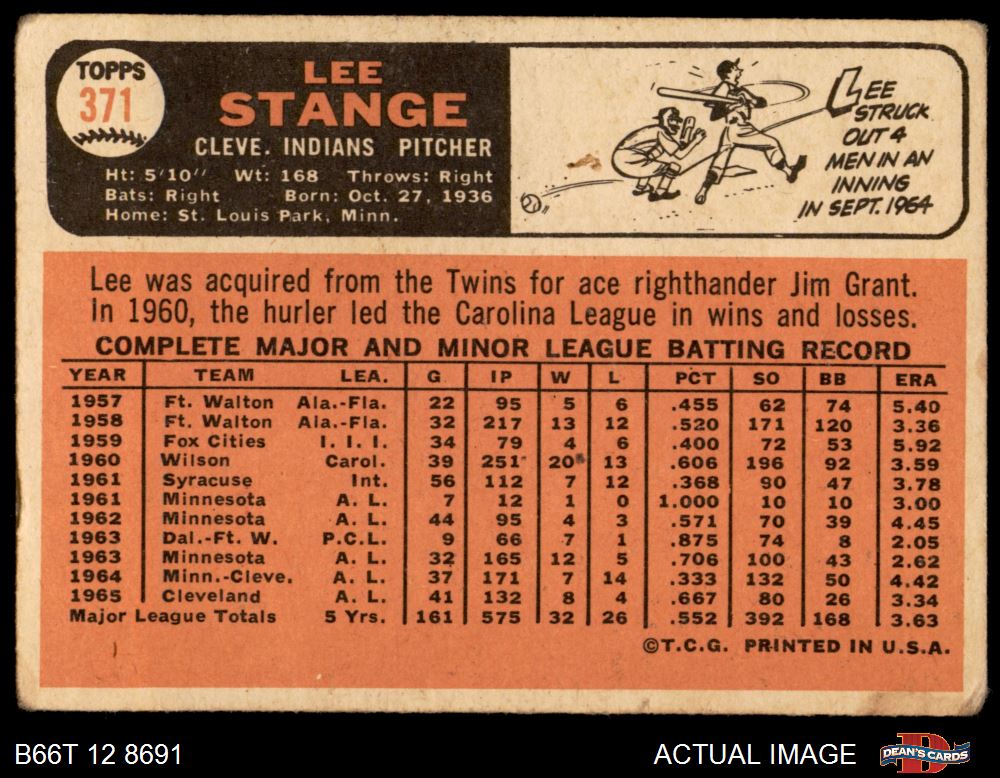 TOPPS
371
LEE
STANGE
CLEVE. INDIANS PITCHER
Ht: 5'10" Wt: 168 Throws: Right
Bats: Right Born: Oct. 27, 1936
Home: St. Louis Park, Minn.
LEE
STRUCK
OUT 4
MEN IN AN
INNING
IN SEPT. 1964
Lee was acquired from the Twins for ace righthander Jim Grant.
In 1960, the hurler led the Carolina League in wins and losses.
COMPLETE MAJOR AND MINOR LEAGUE BATTING RECORD
YEAR TEAM LEA. G IP W L PCT SO BB ERA
1957 Ft. Walton Ala.-Fla. 22 95 5 6 .455 62 74 5.40
1958 Ft. Walton Ala.-Fla. 32 217 13 12 .520 171 120 3.36
1959 Fox Cities I. I. I. 34 79 4 6 .400 72 53 5.92
1960 Wilson Carol. 39 251 20 13 .606 196 92 3.59
1961 Syracuse Int. 56 112 7 12 .368 90 47 3.78
1961 Minnesota A. L. 7 12 1 0 1.000 10 10 3.00
1962 Minnesota A. L. 44 95 4 3 .571 70 39 4.45
1963 Dal.-Ft. W. P.C.L. 9 66 7 1 .875 74 8 2.05
1963 Minnesota A. L. 32 165 12 5 .706 100 43 2.62
1964 Minn.-Cleve. A. L. 37 171 7 14 .333 132 50 4.42
1965 Cleveland A. L. 41 132 8 4 .667 80 26 3.34
Major League Totals 5 Yrs. 161 575 32 26 .552 392 168 3.63
©T.C.G. PRINTED IN U.S.A.
B66T 12 8691
ACTUAL IMAGE
D
DEAN'S CARDS